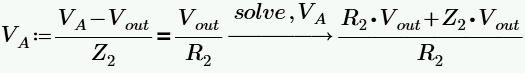 V_A := (V_A − V_out)/Z_2 = V_out/R_2 solve, V_A → (R_2 · V_out + Z_2 · V_out)/R_2